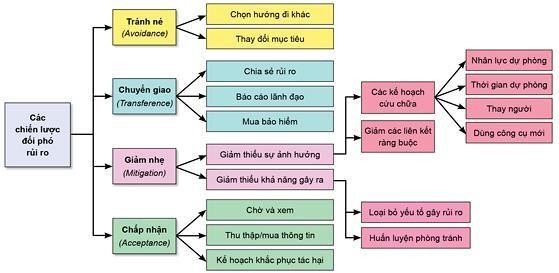 Các
chiến lược
đối phó
rủi ro
Tránh né
(Avoidance)
Chọn hướng đi khác
Thay đổi mục tiêu
Chuyển giao
(Transference)
Chia sẻ rủi ro
Báo cáo lãnh đạo
Mua bảo hiểm
Giảm nhẹ
(Mitigation)
Giảm thiểu sự ảnh hưởng
Giảm thiểu khả năng gây ra
Các kế hoạch
cứu chữa
Giảm các liên kết
ràng buộc
Nhân lực dự phòng
Thời gian dự phòng
Thay người
Dùng công cụ mới
Loại bỏ yếu tố gây rủi ro
Huấn luyện phòng tránh
Chấp nhận
(Acceptance)
Chờ và xem
Thu thập/mua thông tin
Kế hoạch khắc phục tác hại